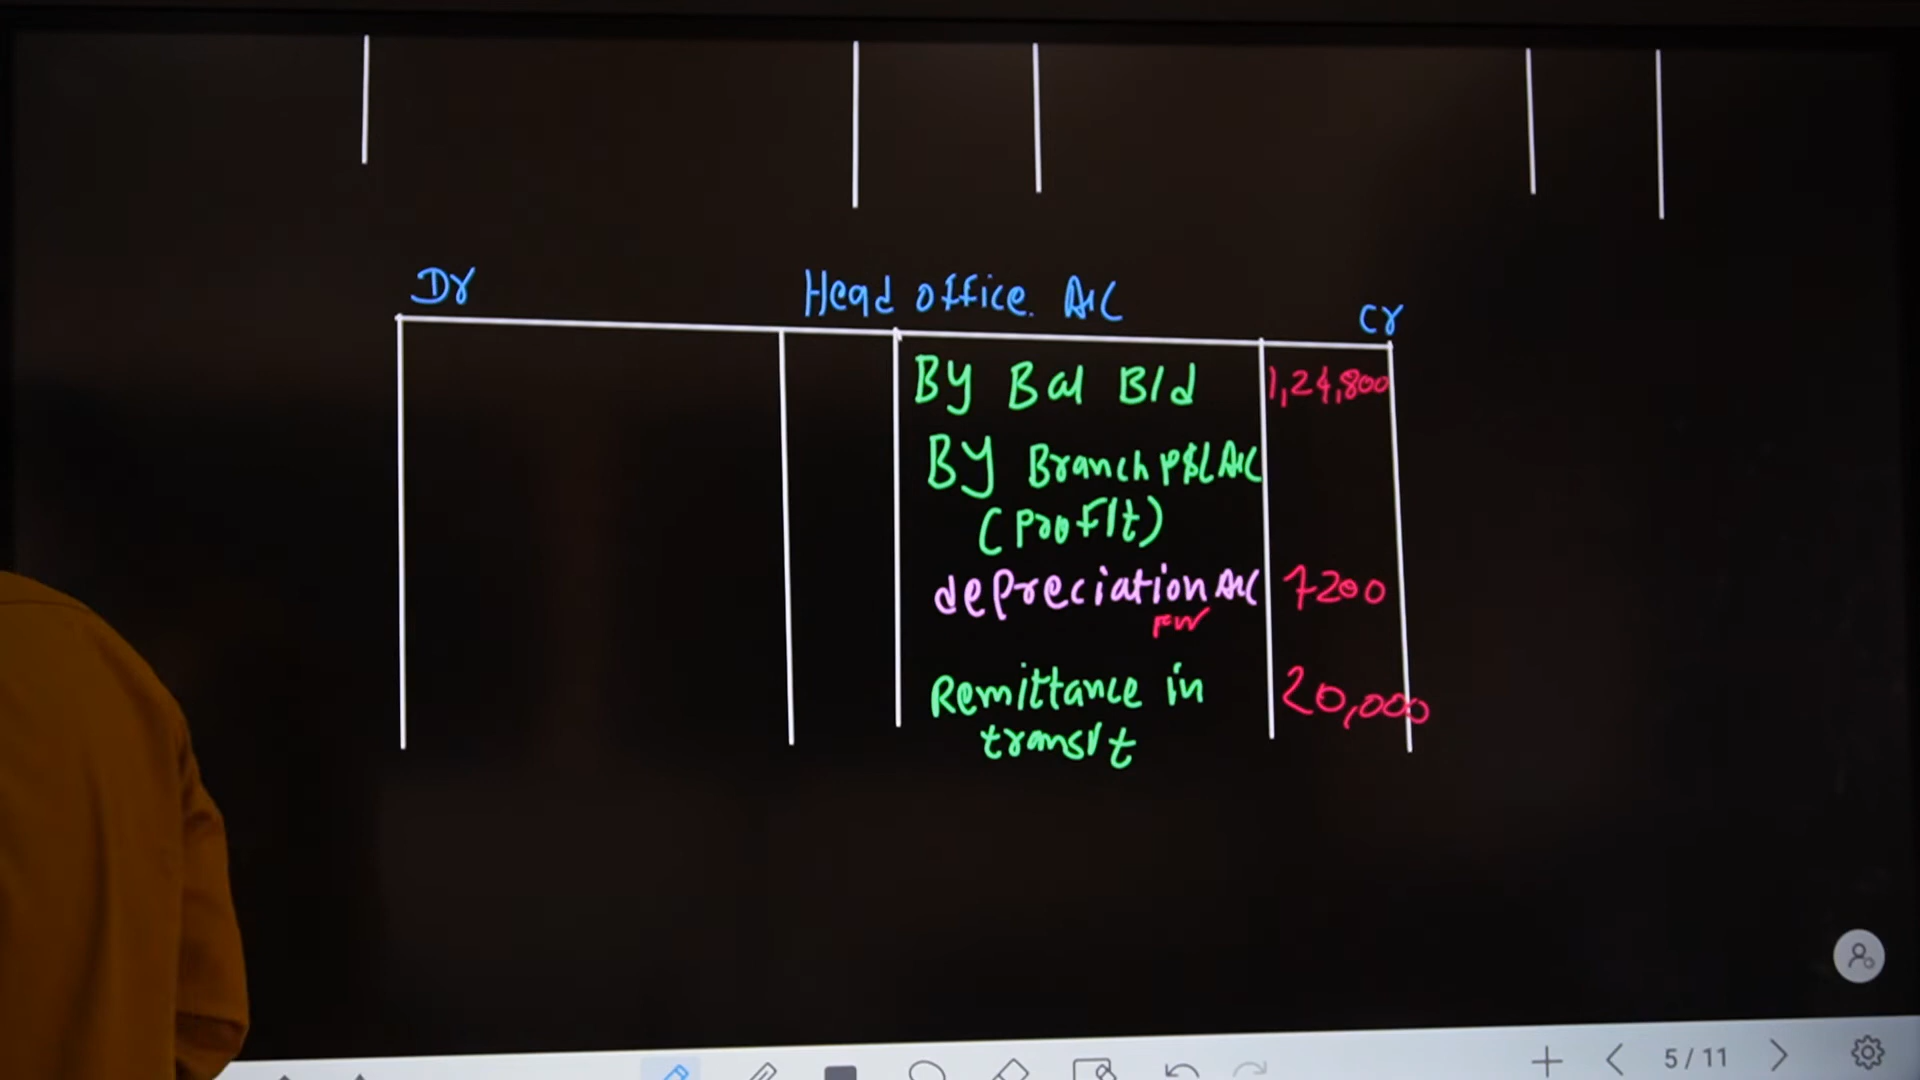 Dr Head office A/C Cr
By Bal B/d 1,24,800
By Branch P&L A/C
(Profit)
depreciation A/C 7200
FW
Remittance in 20,000
transit
5 / 11